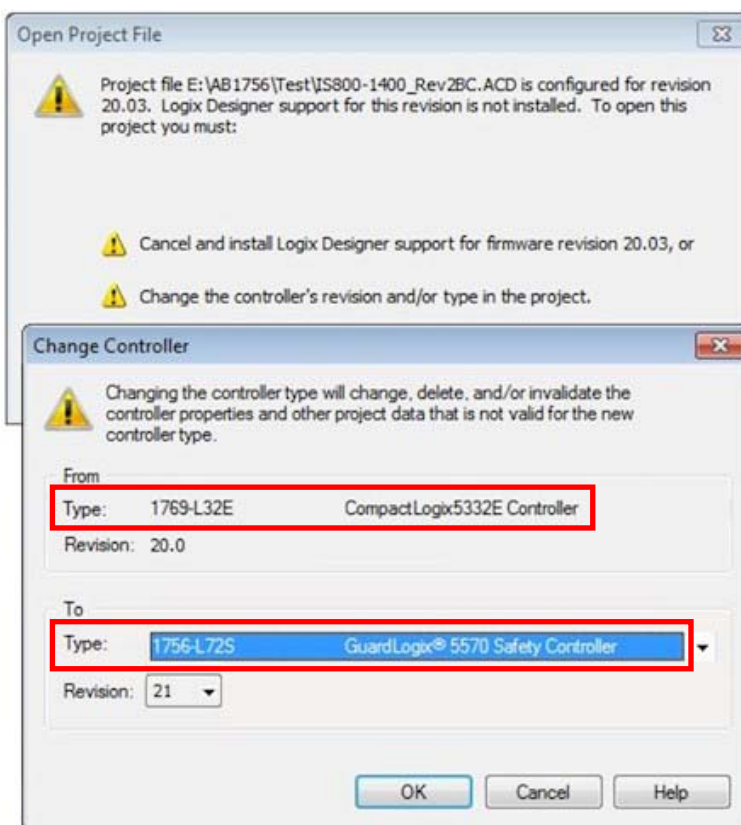 Open Project File
Project file E:\AB1756\Test\IS800-1400_Rev2BC.ACD is configured for revision
20.03. Logix Designer support for this revision is not installed. To open this
project you must:
Cancel and install Logix Designer support for firmware revision 20.03, or
Change the controller's revision and/or type in the project.
Change Controller
Changing the controller type will change, delete, and/or invalidate the
controller properties and other project data that is not valid for the new
controller type.
From
Type: 1769-L32E CompactLogix5332E Controller
Revision: 20.0
To
Type: 1756-L72S GuardLogix® 5570 Safety Controller
Revision: 21
OK Cancel Help